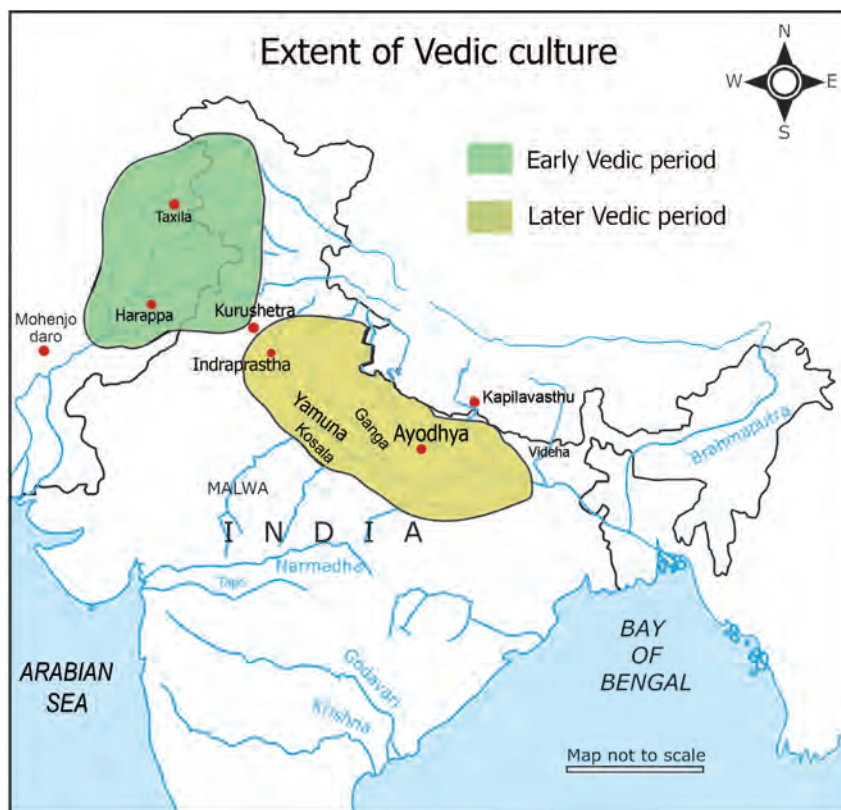 Extent of Vedic culture
N
W E
S
Early Vedic period
Later Vedic period
Taxila
Harappa
Kurushetra
Mohenjo
daro
Indraprastha
Kapilavasthu
Yamuna
Ganga
Kosala
Ayodhya
Videha
Brahmaputra
MALWA
INDIA
Narmadha
Tapti
Godavari
Krishna
ARABIAN
SEA
BAY
OF
BENGAL
Map not to scale